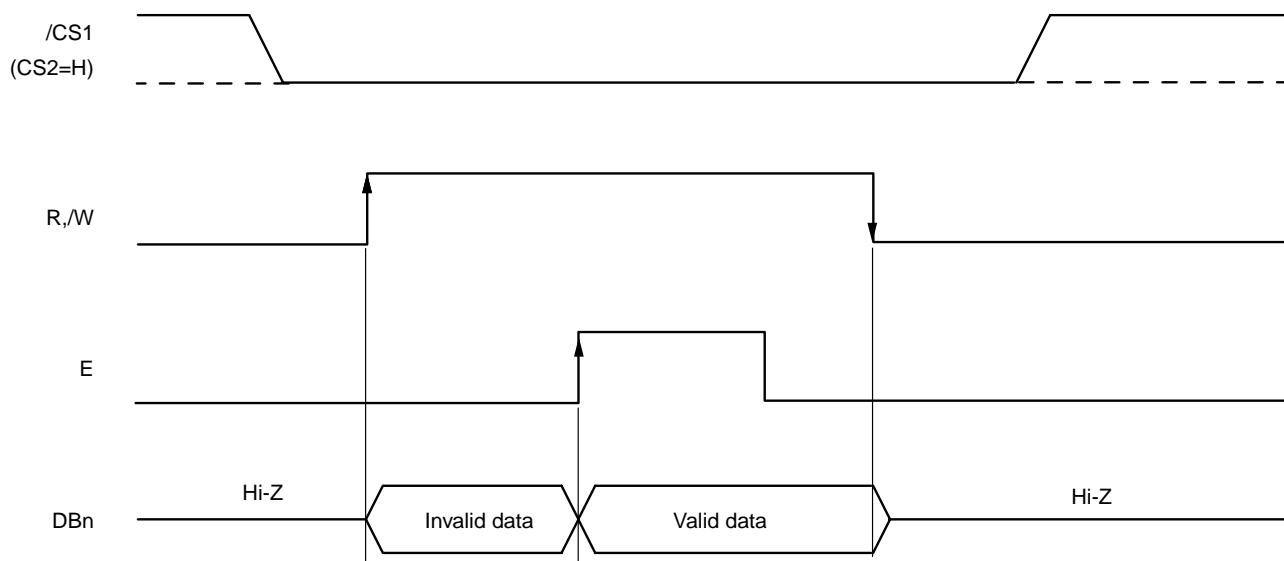 /CS1
(CS2=H)
R,/W
E
Hi-Z
Hi-Z
DBn
Invalid data
Valid data